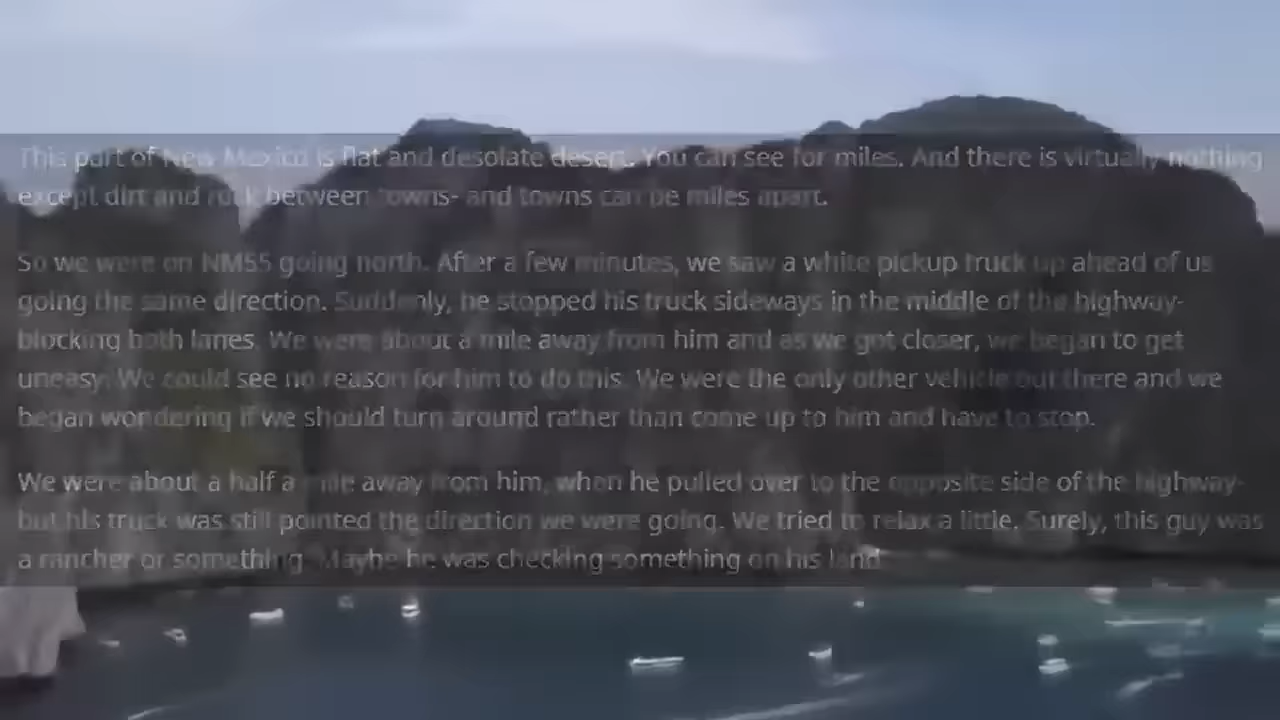 This part of New Mexico is flat and desolate desert. You can see for miles. And there is virtually nothing
except dirt and rock between towns- and towns can be miles apart.
So we were on NM55 going north. After a few minutes, we saw a white pickup truck up ahead of us
going the same direction. Suddenly, he stopped his truck sideways in the middle of the highway-
blocking both lanes. We were about a mile away from him and as we got closer, we began to get
uneasy. We could see no reason for him to do this. We were the only other vehicle out there and we
began wondering if we should turn around rather than come up to him and have to stop.
We were about a half a mile away from him, when he pulled over to the opposite side of the highway-
but his truck was still pointed the direction we were going. We tried to relax a little. Surely, this guy was
a rancher or something. Maybe he was checking something on his land.